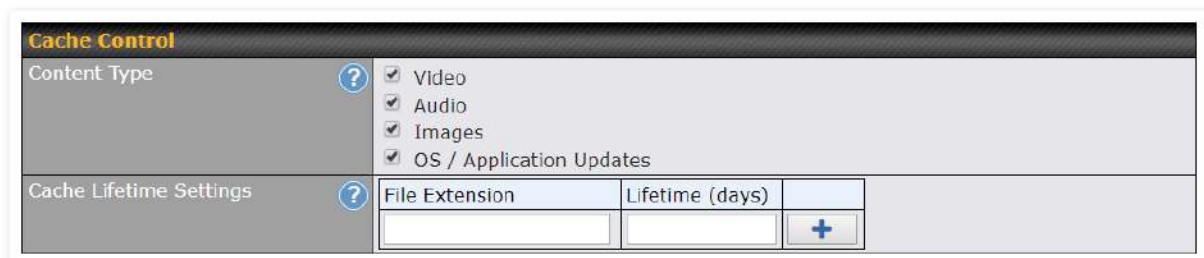 Cache Control
Content Type ?
Video
Audio
Images
OS / Application Updates
Cache Lifetime Settings ?
File Extension Lifetime (days)
+